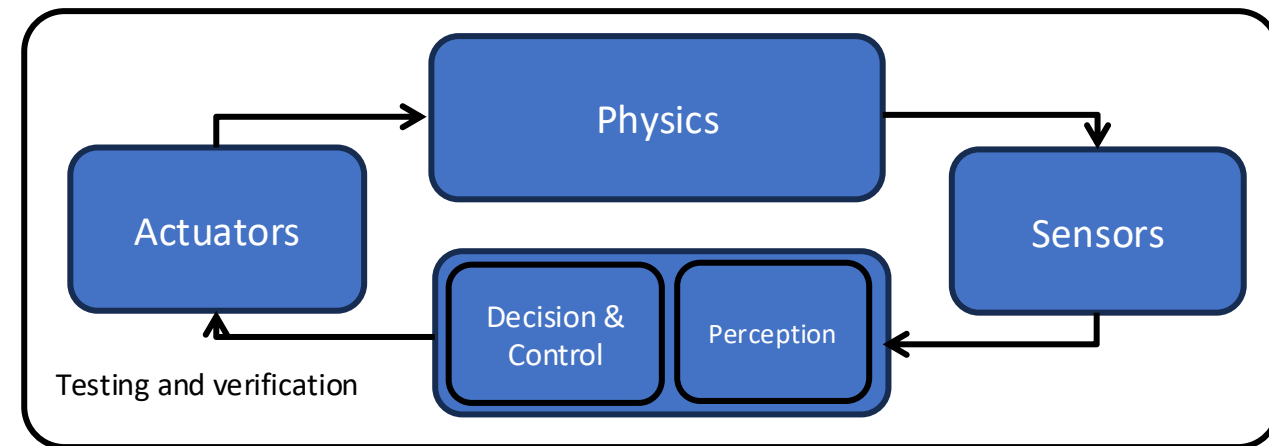 Physics
Actuators
Sensors
Decision &
Control
Perception
Testing and verification